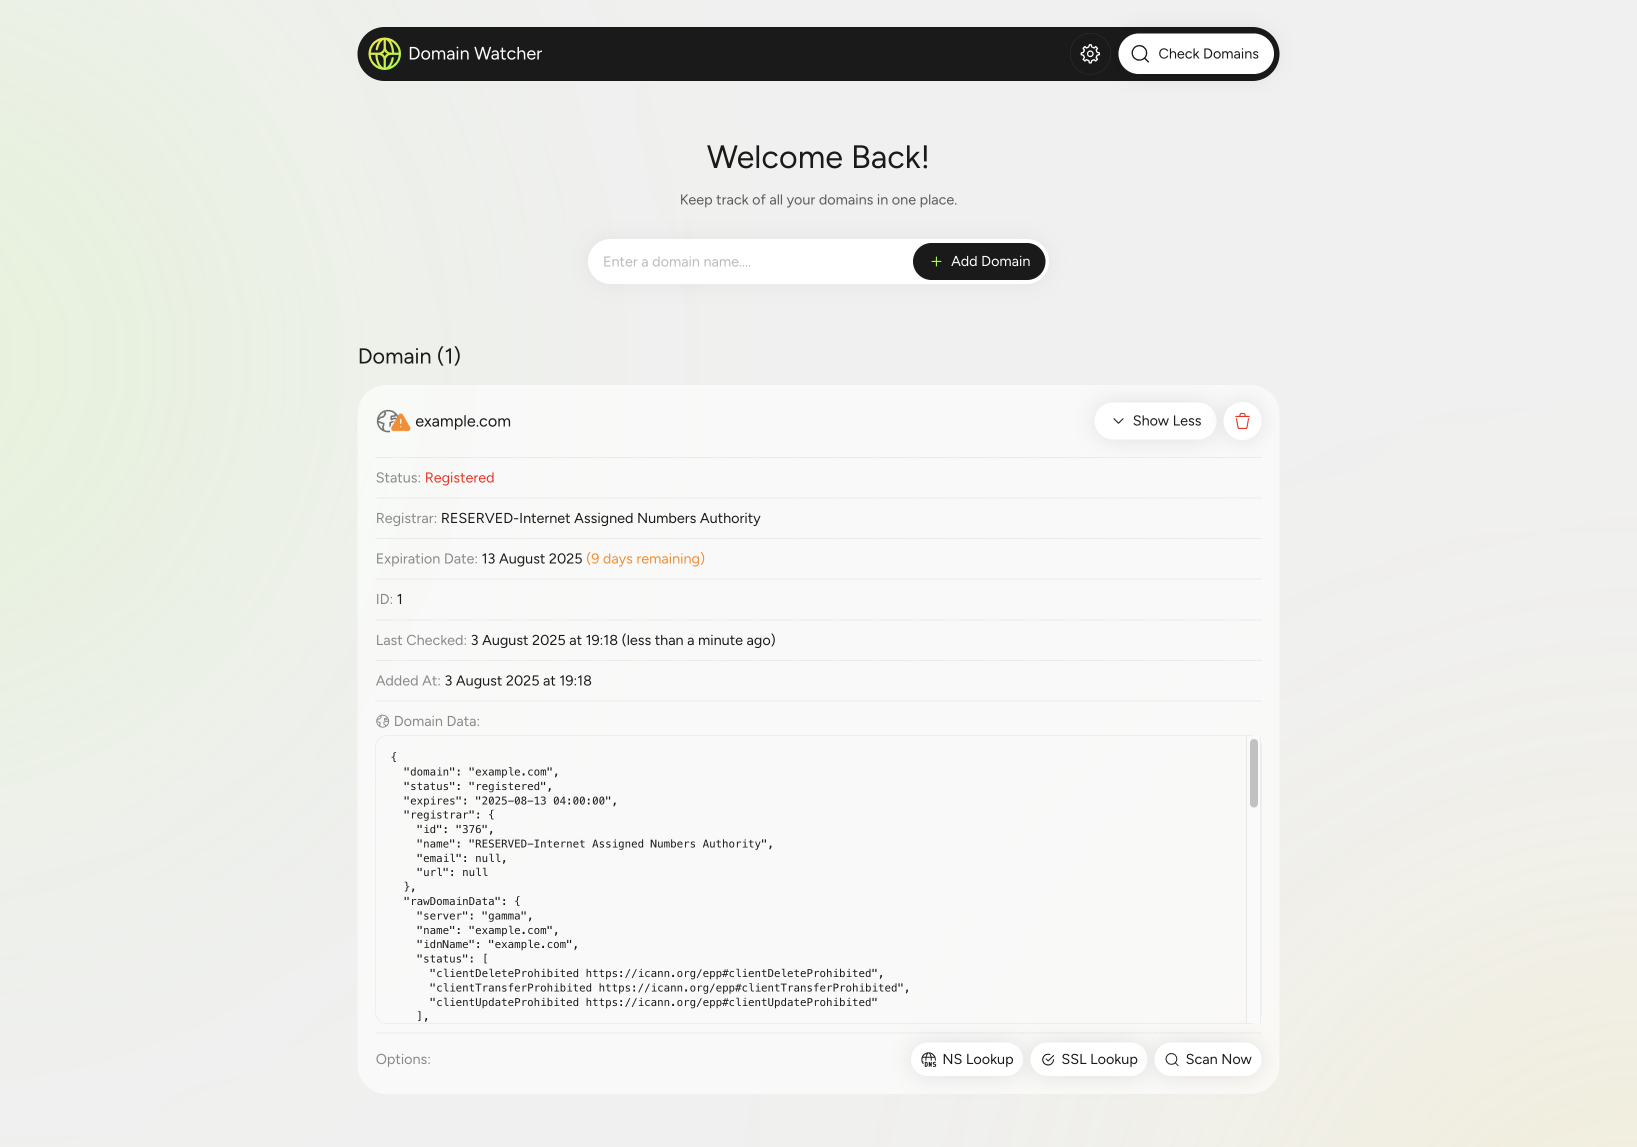 Domain Watcher
Check Domains
Welcome Back!
Keep track of all your domains in one place.
Enter a domain name....
+ Add Domain
Domain (1)
example.com
Show Less
Status: Registered
Registrar: RESERVED-Internet Assigned Numbers Authority
Expiration Date: 13 August 2025 (9 days remaining)
ID: 1
Last Checked: 3 August 2025 at 19:18 (less than a minute ago)
Added At: 3 August 2025 at 19:18
Domain Data:
{
"domain": "example.com",
"status": "registered",
"expires": "2025-08-13 04:00:00",
"registrar": {
"id": "376",
"name": "RESERVED-Internet Assigned Numbers Authority",
"email": null,
"url": null
},
"rawDomainData": {
"server": "gamma",
"name": "example.com",
"idnName": "example.com",
"status": [
"clientDeleteProhibited https://icann.org/epp#clientDeleteProhibited",
"clientTransferProhibited https://icann.org/epp#clientTransferProhibited",
"clientUpdateProhibited https://icann.org/epp#clientUpdateProhibited"
],
Options:
DNS
NS Lookup
SSL Lookup
Scan Now